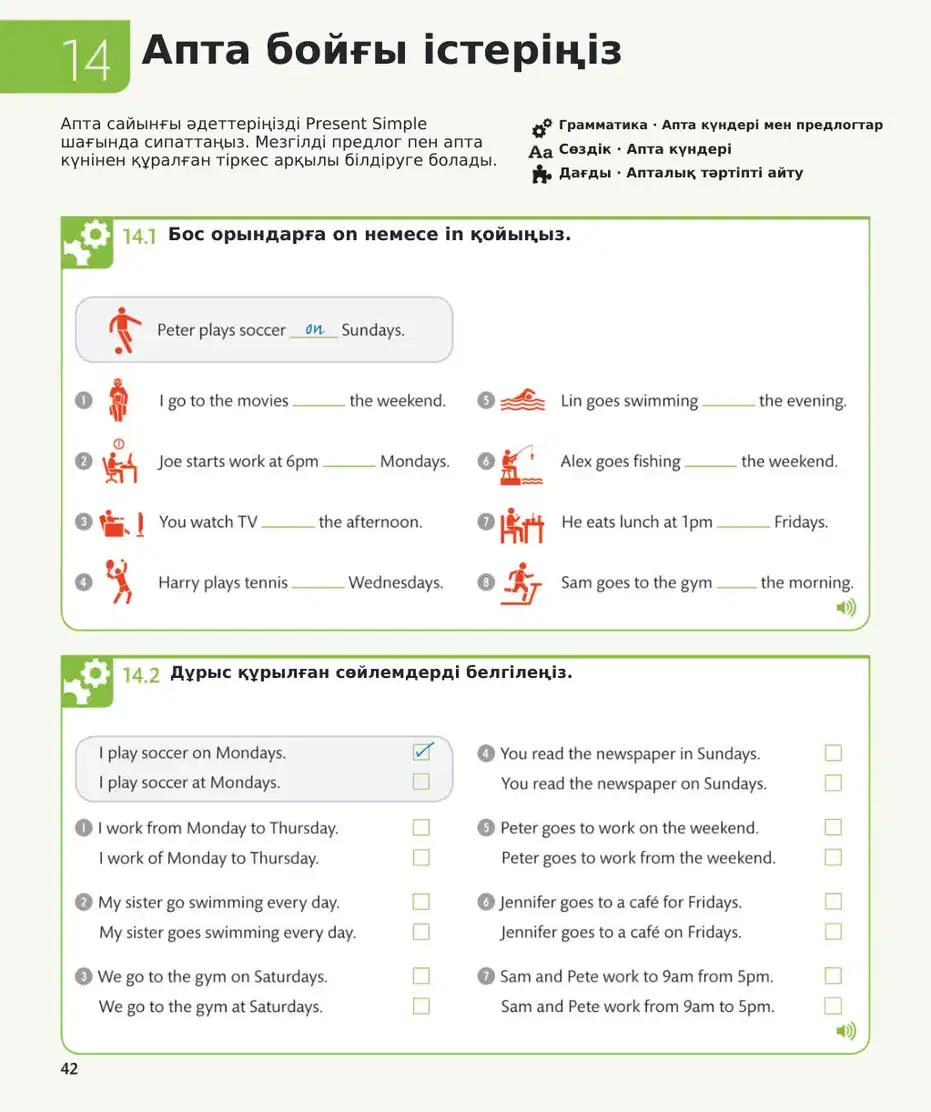 14
Апта бойғы істеріңіз
Апта сайынғы әдеттеріңізді Present Simple
шағында сипаттаңыз. Мезгілді предлог пен апта
күнінен құралған тіркес арқылы білдіруге болады.
Грамматика · Апта күндері мен предлогтар
Aa Сөздік · Апта күндері
Дағды · Апталық тәртіпті айту
14.1 Бос орындарға on немесе in қойыңыз.
Peter plays soccer on Sundays.
1 I go to the movies ______ the weekend.
2 Joe starts work at 6pm ______ Mondays.
3 You watch TV ______ the afternoon.
4 Harry plays tennis ______ Wednesdays.
5 Lin goes swimming ______ the evening.
6 Alex goes fishing ______ the weekend.
7 He eats lunch at 1pm ______ Fridays.
8 Sam goes to the gym ______ the morning.
14.2 Дұрыс құрылған сөйлемдерді белгілеңіз.
I play soccer on Mondays.
I play soccer at Mondays.
1 I work from Monday to Thursday.
I work of Monday to Thursday.
2 My sister go swimming every day.
My sister goes swimming every day.
3 We go to the gym on Saturdays.
We go to the gym at Saturdays.
4 You read the newspaper in Sundays.
You read the newspaper on Sundays.
5 Peter goes to work on the weekend.
Peter goes to work from the weekend.
6 Jennifer goes to a café for Fridays.
Jennifer goes to a café on Fridays.
7 Sam and Pete work to 9am from 5pm.
Sam and Pete work from 9am to 5pm.
42